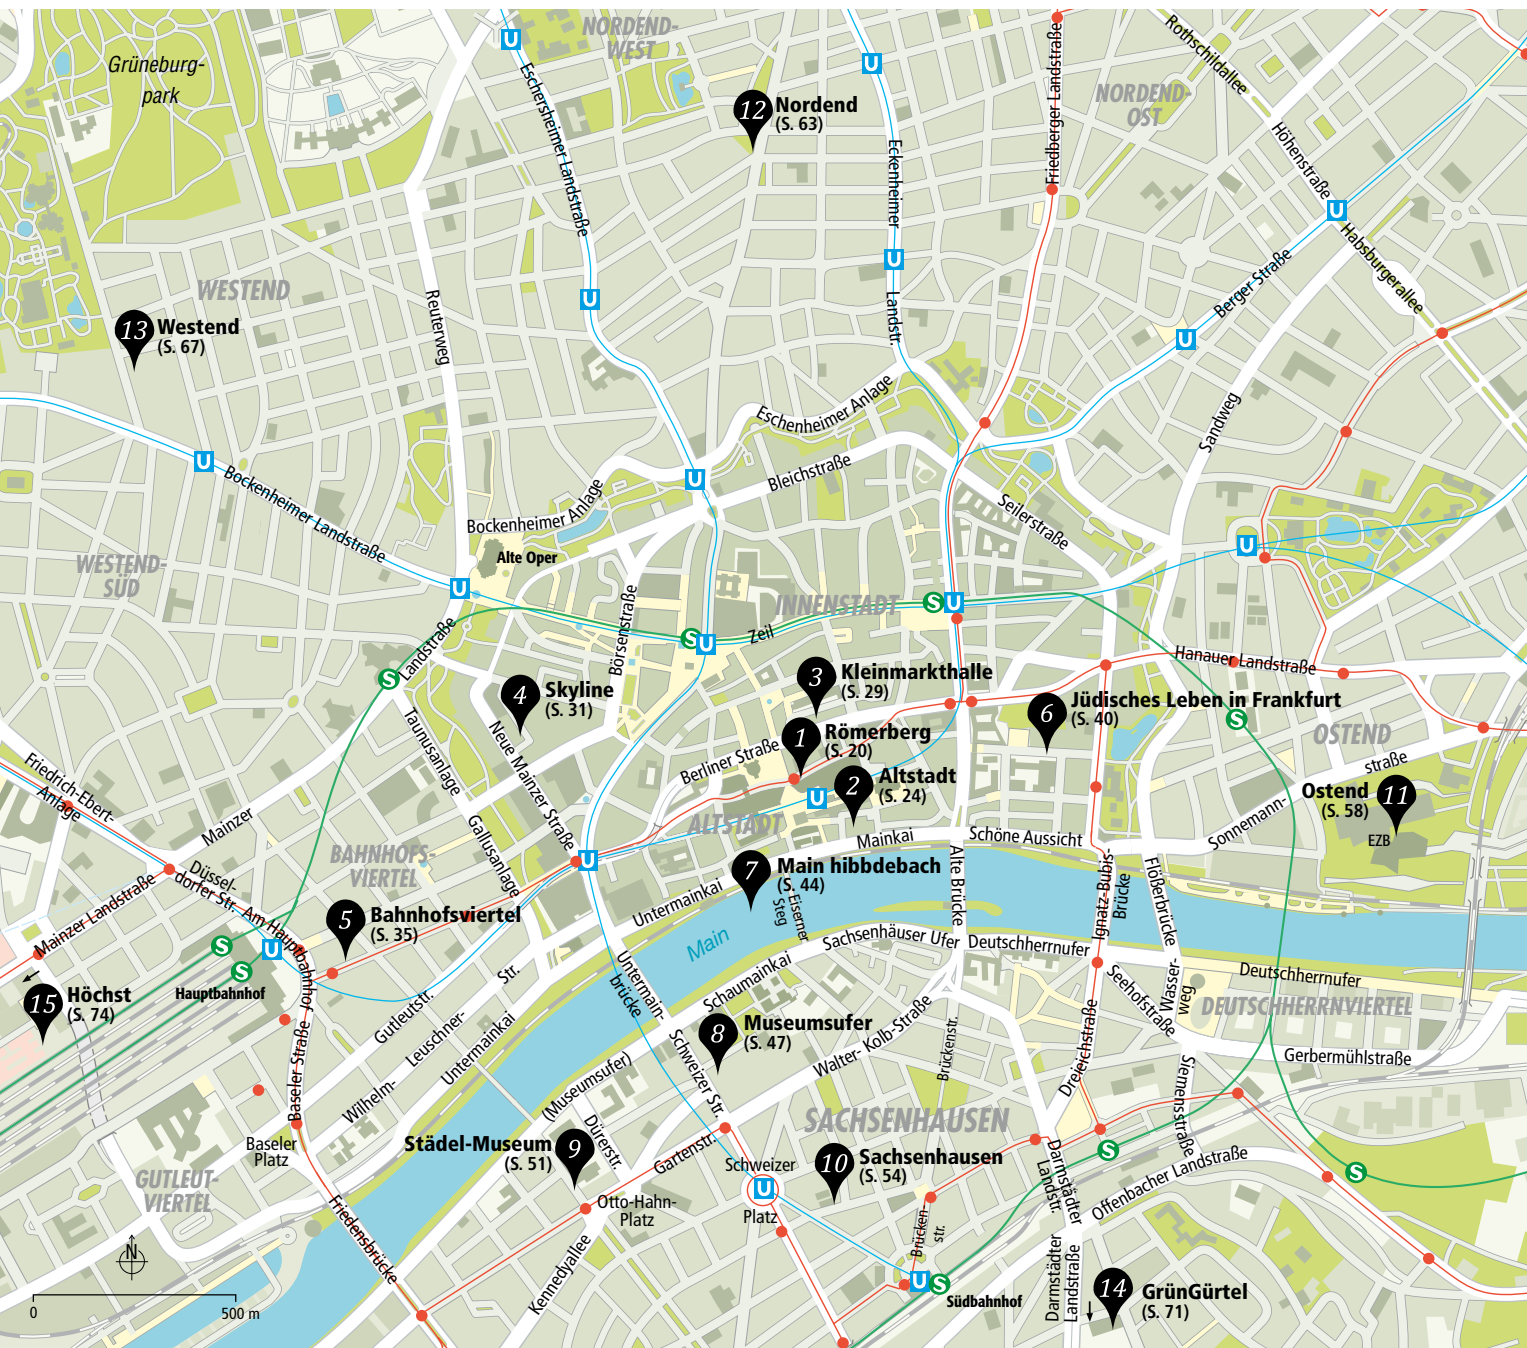 Grüneburg-
park
NORDEND-
WEST
Eschersheimer Landstraße
12
Nordend
(S. 63)
Eckenheimer
Landstr.
Friedberger Landstraße
NORDEND-
OST
Rothschildallee
Höhenstraße
Habsburgerallee
Berger Straße
WESTEND
13
Westend
(S. 67)
Reuterweg
Eschenheimer Anlage
Bleichstraße
Sandweg
Seilerstraße
Bockenheimer Landstraße
Bockenheimer Anlage
Alte Oper
WESTEND-
SÜD
INNENSTADT
Börsenstraße
Zeil
Landstraße
Hanauer Landstraße
3
Kleinmarkthalle
(S. 29)
4
Skyline
(S. 31)
6
Jüdisches Leben in Frankfurt
(S. 40)
OSTEND
1
Römerberg
(S. 20)
Berliner Straße
2
Altstadt
(S. 24)
Taunusanlage
Neue Mainzer Straße
Friedrich-Ebert-
Anlage
Mainzer
Gallusanlage
ALTSTADT
Mainkai
Schöne Aussicht
Sonnemann-
straße
11
Ostend
(S. 58)
EZB
BAHNHOFS-
VIERTEL
Düssel-
dorfer Str.
Am Hauptbahnhof
Mainzer Landstraße
5
Bahnhofsviertel
(S. 35)
7
Main hibbdebach
(S. 44)
Untermainkai
Eiserner
Steg
Alte Brücke
Ignatz-Bubis-
Brücke
Flößerbrücke
Main
Sachsenhäuser Ufer
Deutschherrnufer
Deutschherrnufer
Schaumainkai
Untermain-
brücke
Hauptbahnhof
15
Höchst
(S. 74)
Str.
Gutleutstr.
Leuschner-
Wilhelm-
Untermainkai
Baseler Straße
8
Museumsufer
(S. 47)
(Museumsufer)
Schweizer Str.
Walter- Kolb-Straße
Brückenstr.
Dreieichstraße
Seehofstraße
Wasser-
weg
DEUTSCHHERRNVIERTEL
Gerbermühlstraße
Siemensstraße
Baseler
Platz
GUTLEUT-
VIERTEL
Städel-Museum
(S. 51)
9
Dürerstr.
Gartenstr.
SACHSENHAUSEN
Schweizer
Platz
10
Sachsenhausen
(S. 54)
Otto-Hahn-
Platz
Darmstädter
Landstr.
Offenbacher Landstraße
Friedensbrücke
Kennedyallee
Brücken-
str.
Südbahnhof
Darmstädter
Landstraße
14
GrünGürtel
(S. 71)
N
0
500 m